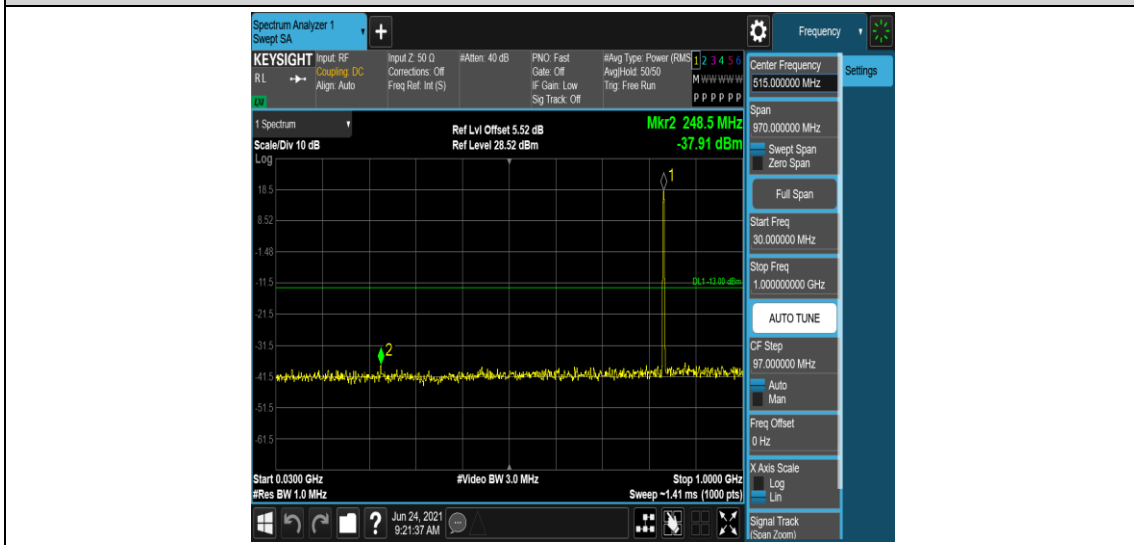 Spectrum Analyzer 1
Swept SA
+
Frequency
KEYSIGHT
RL
Input: RF
Coupling: DC
Align: Auto
Input Z: 50 Ω
Corrections: Off
Freq Ref: Int (S)
#Atten: 40 dB
PNO: Fast
Gate: Off
IF Gain: Low
Sig Track: Off
#Avg Type: Power (RMS
Avg|Hold: 50/50
Trig: Free Run
1 2 3 4 5 6
M W W W W W
P P P P P P
1 Spectrum
Scale/Div 10 dB
Ref Lvl Offset 5.52 dB
Ref Level 28.52 dBm
Mkr2 248.5 MHz
-37.91 dBm
Log
18.5
8.52
-1.48
-11.5
-21.5
-31.5
-41.5
-51.5
-61.5
1
DL1 -13.00 dBm
2
Start 0.0300 GHz
#Res BW 1.0 MHz
#Video BW 3.0 MHz
Stop 1.0000 GHz
Sweep ~1.41 ms (1000 pts)
Center Frequency
515.000000 MHz
Settings
Span
970.000000 MHz
Swept Span
Zero Span
Full Span
Start Freq
30.000000 MHz
Stop Freq
1.000000000 GHz
AUTO TUNE
CF Step
97.000000 MHz
Auto
Man
Freq Offset
0 Hz
X Axis Scale
Log
Lin
Signal Track
(Span Zoom)
?
Jun 24, 2021
9:21:37 AM